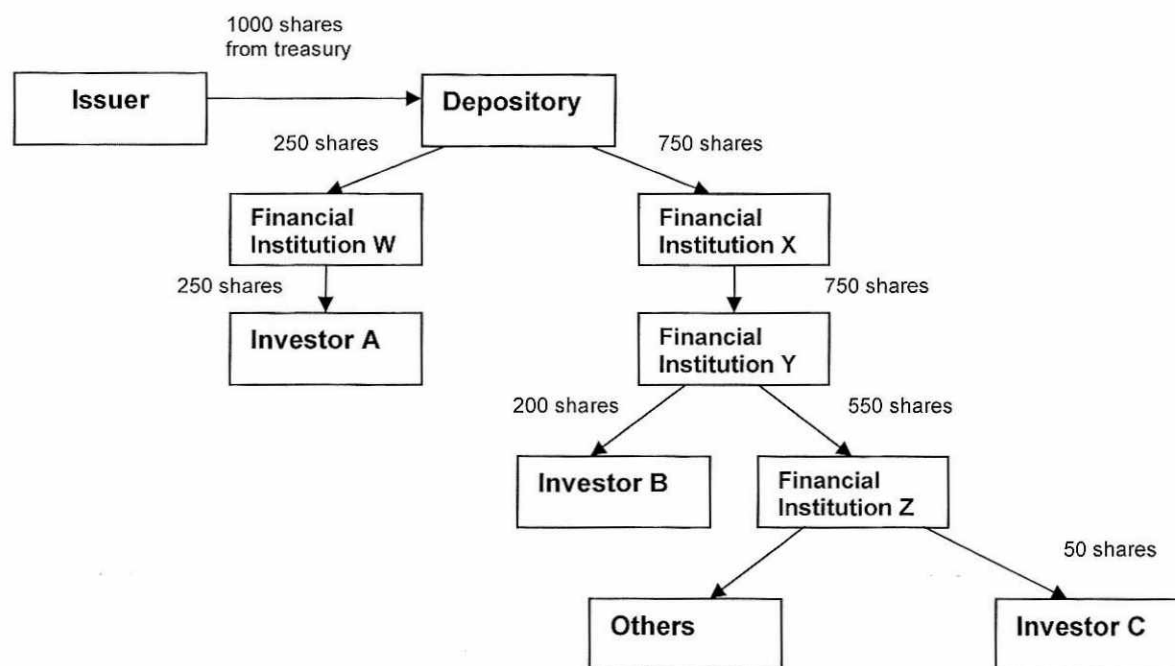 1000 shares
from treasury
Issuer
Depository
250 shares
750 shares
Financial
Institution W
Financial
Institution X
250 shares
750 shares
Investor A
Financial
Institution Y
200 shares
550 shares
Investor B
Financial
Institution Z
50 shares
Others
Investor C